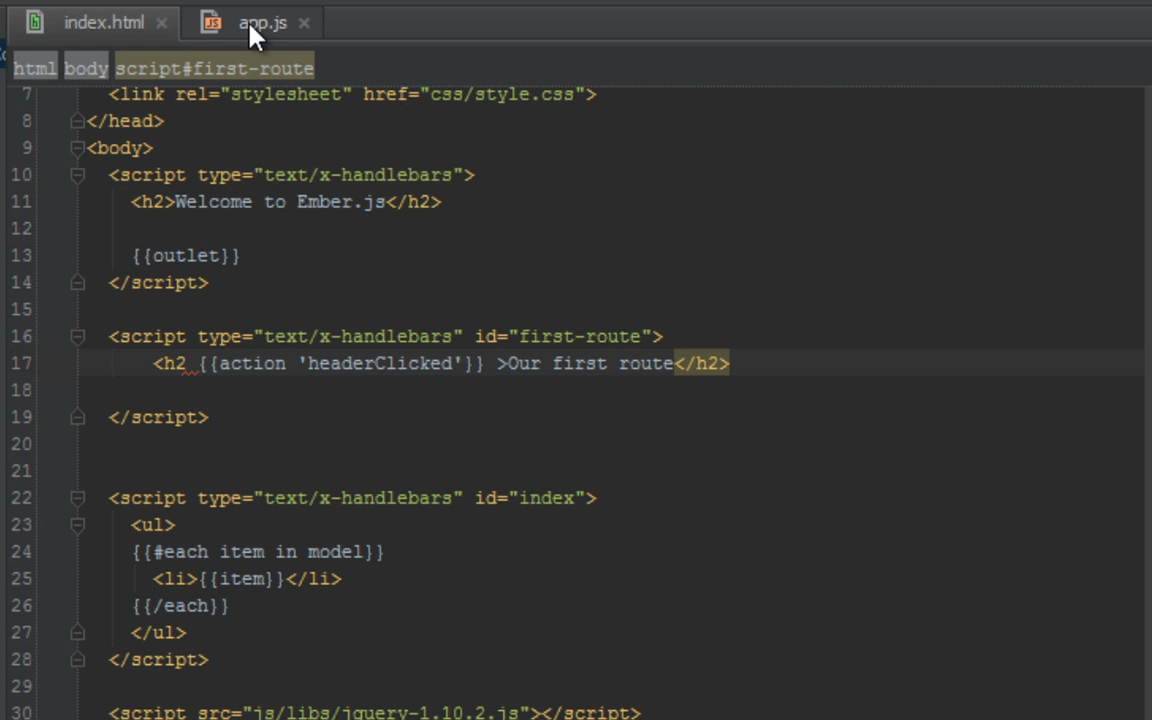 index.html app.js
html body script#first-route
7 <link rel="stylesheet" href="css/style.css">
8 </head>
9 <body>
10 <script type="text/x-handlebars">
11 <h2>Welcome to Ember.js</h2>
12
13 {{outlet}}
14 </script>
15
16 <script type="text/x-handlebars" id="first-route">
17 <h2 {{action 'headerClicked'}} >Our first route</h2>
18
19 </script>
20
21
22 <script type="text/x-handlebars" id="index">
23 <ul>
24 {{#each item in model}}
25 <li>{{item}}</li>
26 {{/each}}
27 </ul>
28 </script>
29
30 <script src="js/libs/jquery-1.10.2.js"></script>